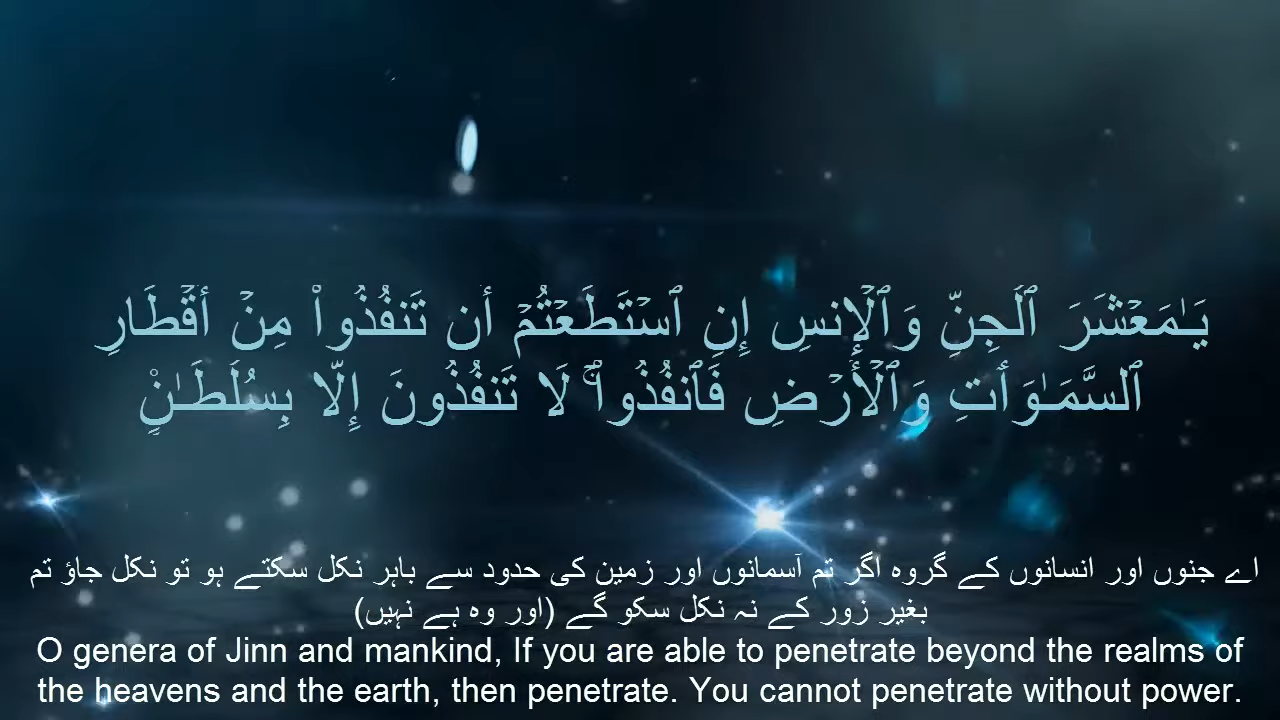 يَـٰمَعْشَرَ ٱلْجِنِّ وَٱلْإِنسِ إِنِ ٱسْتَطَعْتُمْ أَن تَنفُذُوا۟ مِنْ أَقْطَارِ
ٱلسَّمَـٰوَٰتِ وَٱلْأَرْضِ فَٱنفُذُوا۟ ۚ لَا تَنفُذُونَ إِلَّا بِسُلْطَـٰنٍۢ
اے جنوں اور انسانوں کے گروہ اگر تم آسمانوں اور زمین کی حدود سے باہر نکل سکتے ہو تو نکل جاؤ تم
بغیر زور کے نہ نکل سکو گے (اور وہ ہے نہیں)
O genera of Jinn and mankind, If you are able to penetrate beyond the realms of
the heavens and the earth, then penetrate. You cannot penetrate without power.